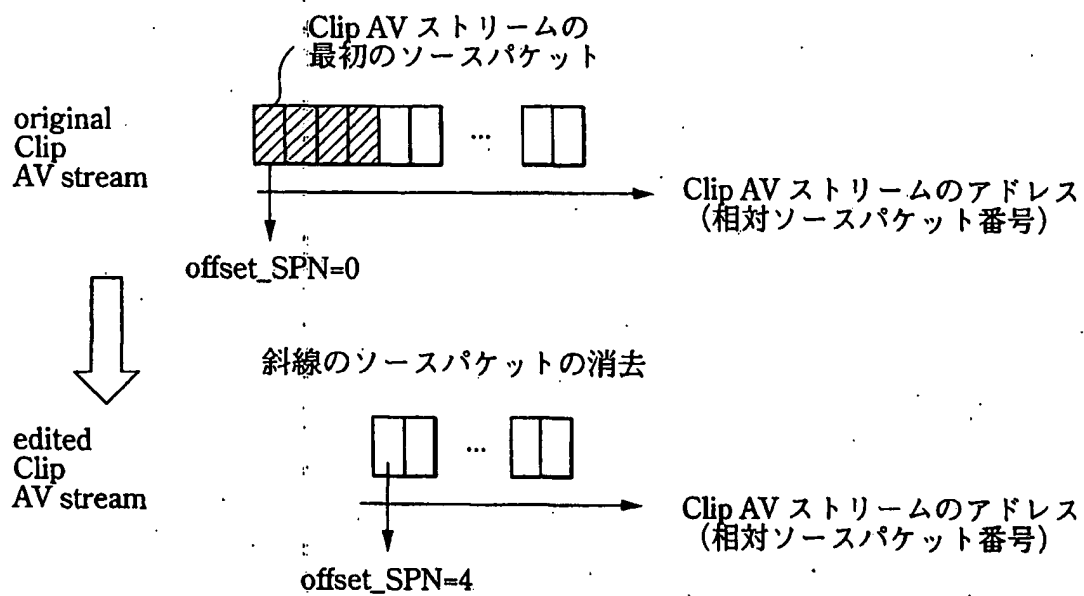 Clip AV ストリームの
最初のソースパケット
original
Clip
AV stream
...
Clip AV ストリームのアドレス
（相対ソースパケット番号）
offset_SPN=0
斜線のソースパケットの消去
edited
Clip
AV stream
...
Clip AV ストリームのアドレス
（相対ソースパケット番号）
offset_SPN=4